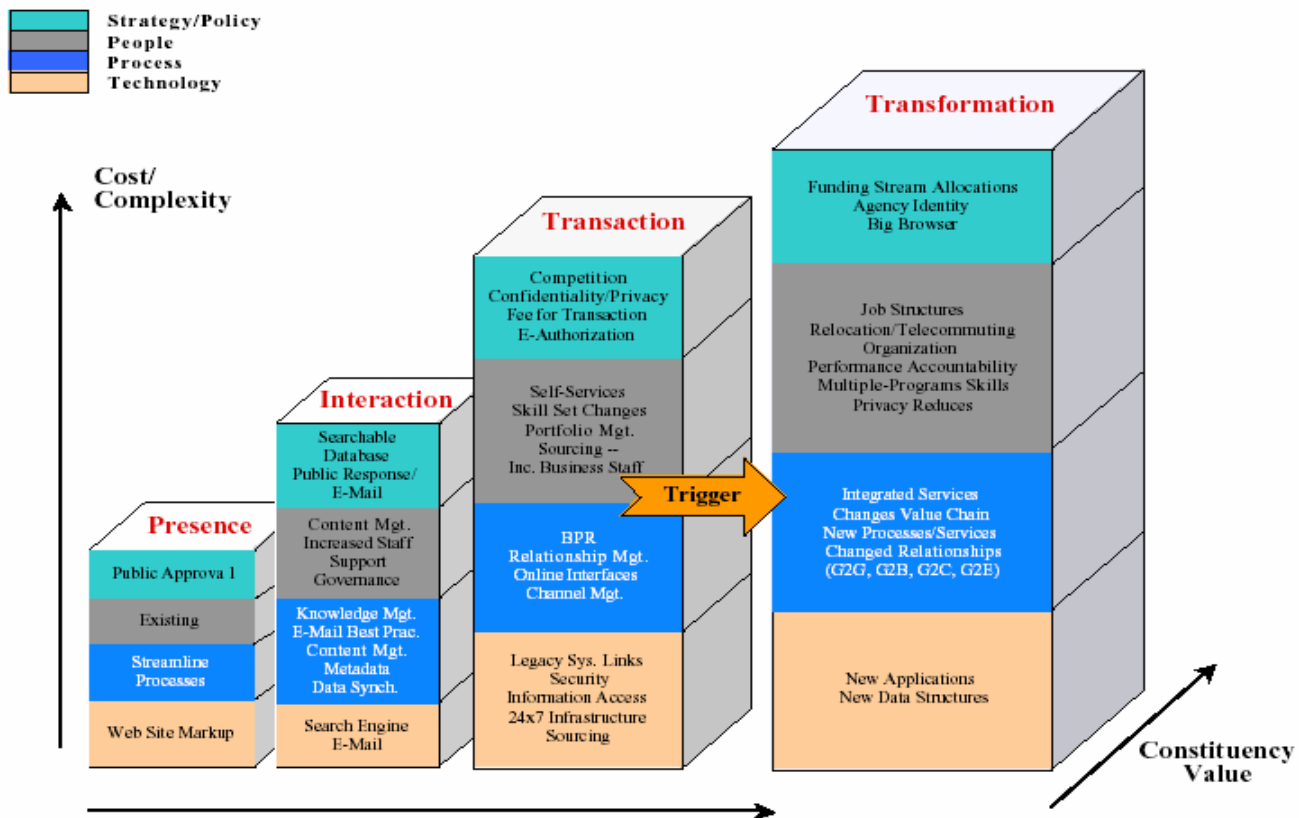 Strategy/Policy
People
Process
Technology
Cost/
Complexity
Presence
Public Approva l
Existing
Streamline
Processes
Web Site Markup
Interaction
Searchable
Database
Public Response/
E-Mail
Content Mgt.
Increased Staff
Support
Governance
Knowledge Mgt.
E-Mail Best Prac.
Content Mgt.
Metadata
Data Synch.
Search Engine
E-Mail
Transaction
Competition
Confidentiality/Privacy
Fee for Transaction
E-Authorization
Self-Services
Skill Set Changes
Portfolio Mgt.
Sourcing --
Inc. Business Staff
BPR
Relationship Mgt.
Online Interfaces
Channel Mgt.
Legacy Sys. Links
Security
Information Access
24x7 Infrastructure
Sourcing
Trigger
Transformation
Funding Stream Allocations
Agency Identity
Big Browser
Job Structures
Relocation/Telecommuting
Organization
Performance Accountability
Multiple-Programs Skills
Privacy Reduces
Integrated Services
Changes Value Chain
New Processes/Services
Changed Relationships
(G2G, G2B, G2C, G2E)
New Applications
New Data Structures
Constituency
Value